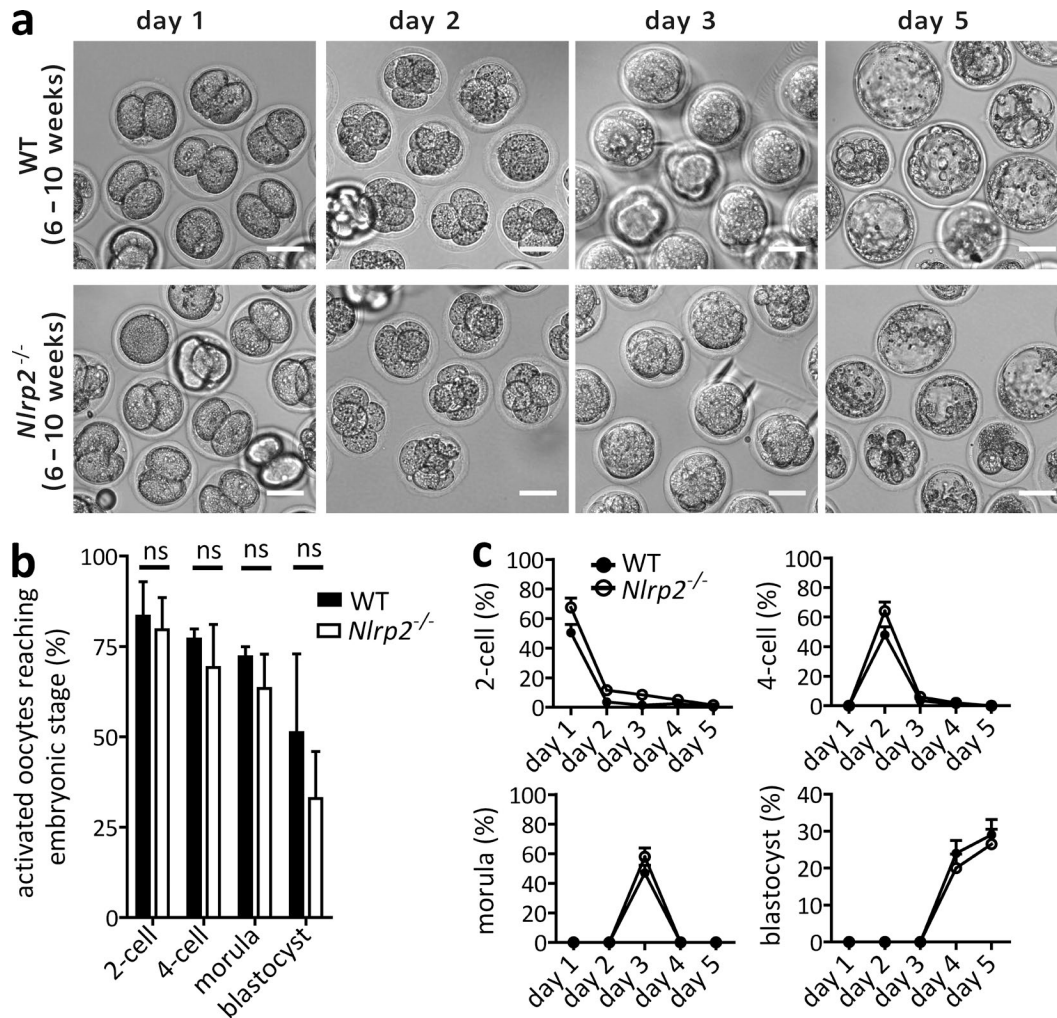 a
day 1 day 2 day 3 day 5
WT
(6 – 10 weeks)
Nlrp2-/-
(6 – 10 weeks)
b
activated oocytes reaching
embryonic stage (%)
100
75
50
25
0
ns ns ns ns
WT
Nlrp2-/-
2-cell
4-cell
morula
blastocyst
c
2-cell (%)
100
80
60
40
20
0
WT
Nlrp2-/-
day 1
day 2
day 3
day 4
day 5
4-cell (%)
100
80
60
40
20
0
day 1
day 2
day 3
day 4
day 5
morula (%)
100
80
60
40
20
0
day 1
day 2
day 3
day 4
day 5
blastocyst (%)
40
30
20
10
0
day 1
day 2
day 3
day 4
day 5